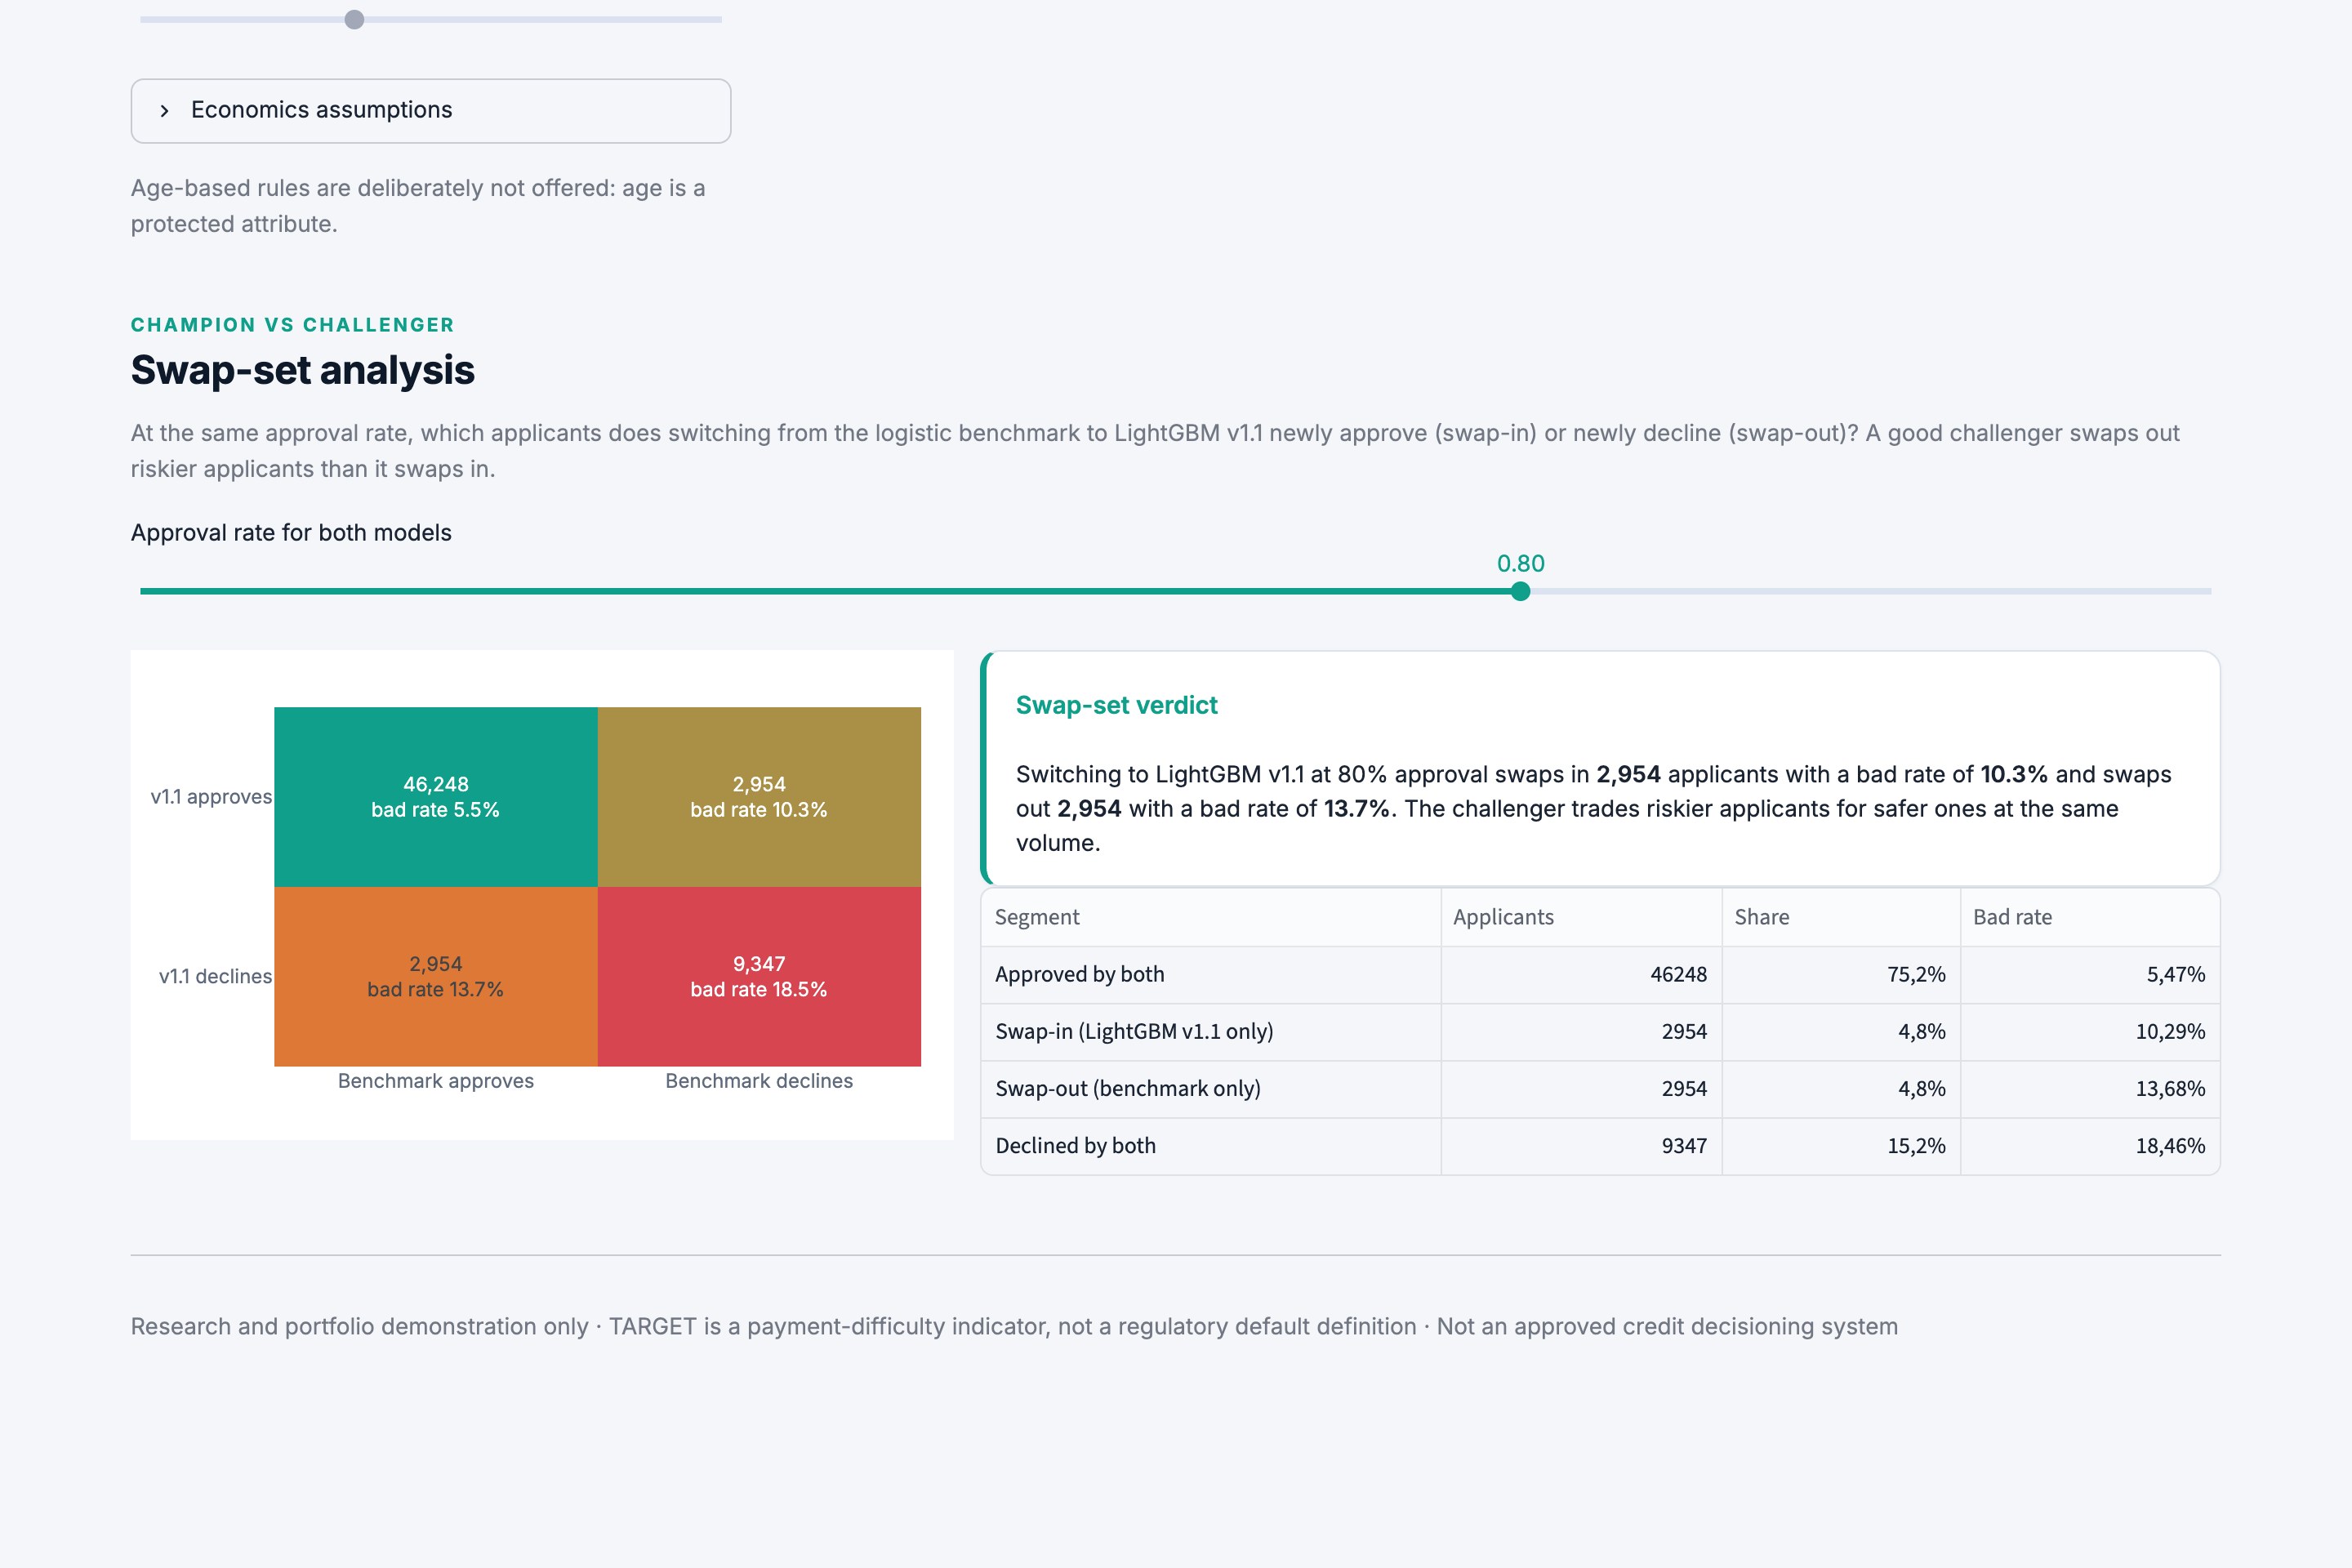 Economics assumptions
Age-based rules are deliberately not offered: age is a
protected attribute.
CHAMPION VS CHALLENGER
Swap-set analysis
At the same approval rate, which applicants does switching from the logistic benchmark to LightGBM v1.1 newly approve (swap-in) or newly decline (swap-out)? A good challenger swaps out
riskier applicants than it swaps in.
Approval rate for both models
0.80
v1.1 approves
46,248
bad rate 5.5%
2,954
bad rate 10.3%
v1.1 declines
2,954
bad rate 13.7%
9,347
bad rate 18.5%
Benchmark approves
Benchmark declines
Swap-set verdict
Switching to LightGBM v1.1 at 80% approval swaps in 2,954 applicants with a bad rate of 10.3% and swaps
out 2,954 with a bad rate of 13.7%. The challenger trades riskier applicants for safer ones at the same
volume.
Segment Applicants Share Bad rate
Approved by both 46248 75,2% 5,47%
Swap-in (LightGBM v1.1 only) 2954 4,8% 10,29%
Swap-out (benchmark only) 2954 4,8% 13,68%
Declined by both 9347 15,2% 18,46%
Research and portfolio demonstration only · TARGET is a payment-difficulty indicator, not a regulatory default definition · Not an approved credit decisioning system